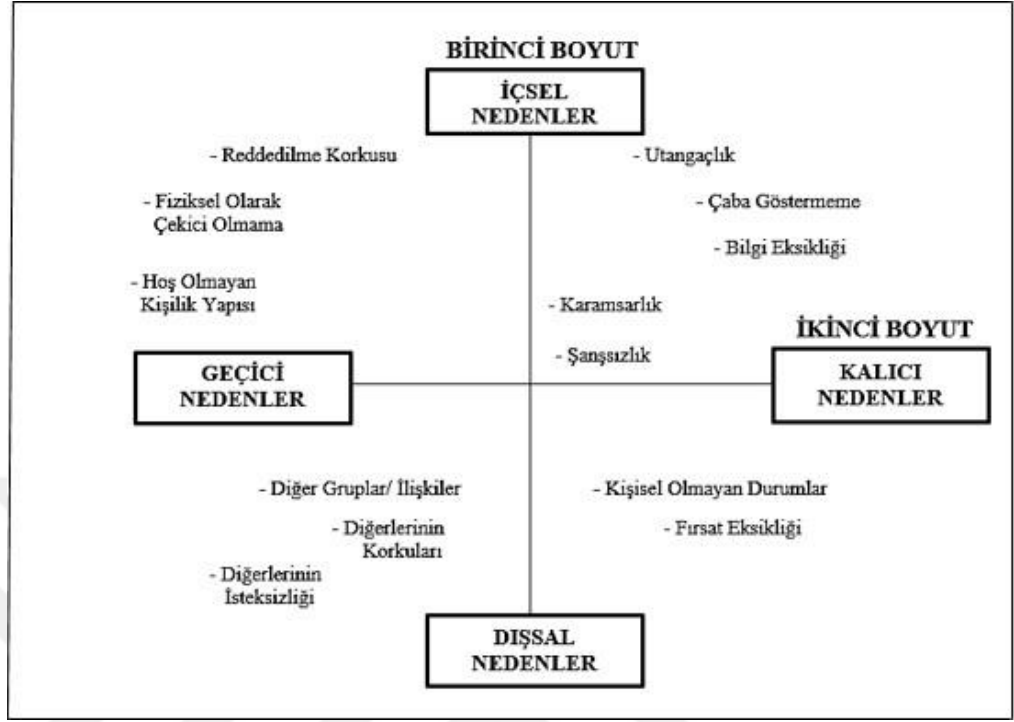 BİRİNCİ BOYUT
İÇSEL
NEDENLER
- Reddedilme Korkusu
- Utangaçlık
- Fiziksel Olarak
Çekici Olmama
- Çaba Göstermeme
- Bilgi Eksikliği
- Hoş Olmayan
Kişilik Yapısı
- Karamsarlık
İKİNCİ BOYUT
- Şanşsızlık
GEÇİCİ
NEDENLER
KALICI
NEDENLER
- Diğer Gruplar/ İlişkiler
- Kişisel Olmayan Durumlar
- Diğerlerinin
Korkuları
- Fırsat Eksikliği
- Diğerlerinin
İsteksizliği
DIŞSAL
NEDENLER